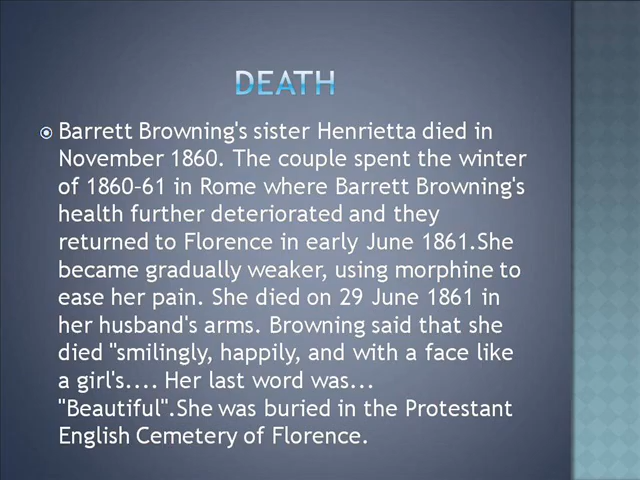 DEATH
Barrett Browning's sister Henrietta died in
November 1860. The couple spent the winter
of 1860–61 in Rome where Barrett Browning's
health further deteriorated and they
returned to Florence in early June 1861.She
became gradually weaker, using morphine to
ease her pain. She died on 29 June 1861 in
her husband's arms. Browning said that she
died "smilingly, happily, and with a face like
a girl's.... Her last word was...
"Beautiful".She was buried in the Protestant
English Cemetery of Florence.